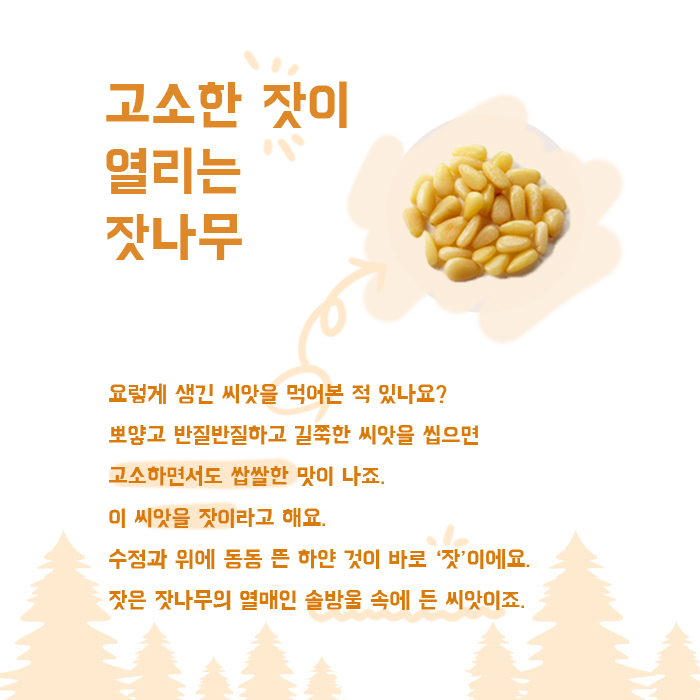 고소한 잣이
열리는
잣나무
요렇게 생긴 씨앗을 먹어본 적 있나요?
뽀얗고 반질반질하고 길쭉한 씨앗을 씹으면
고소하면서도 쌉쌀한 맛이 나죠.
이 씨앗을 잣이라고 해요.
수정과 위에 동동 뜬 하얀 것이 바로 ‘잣’이에요.
잣은 잣나무의 열매인 솔방울 속에 든 씨앗이죠.